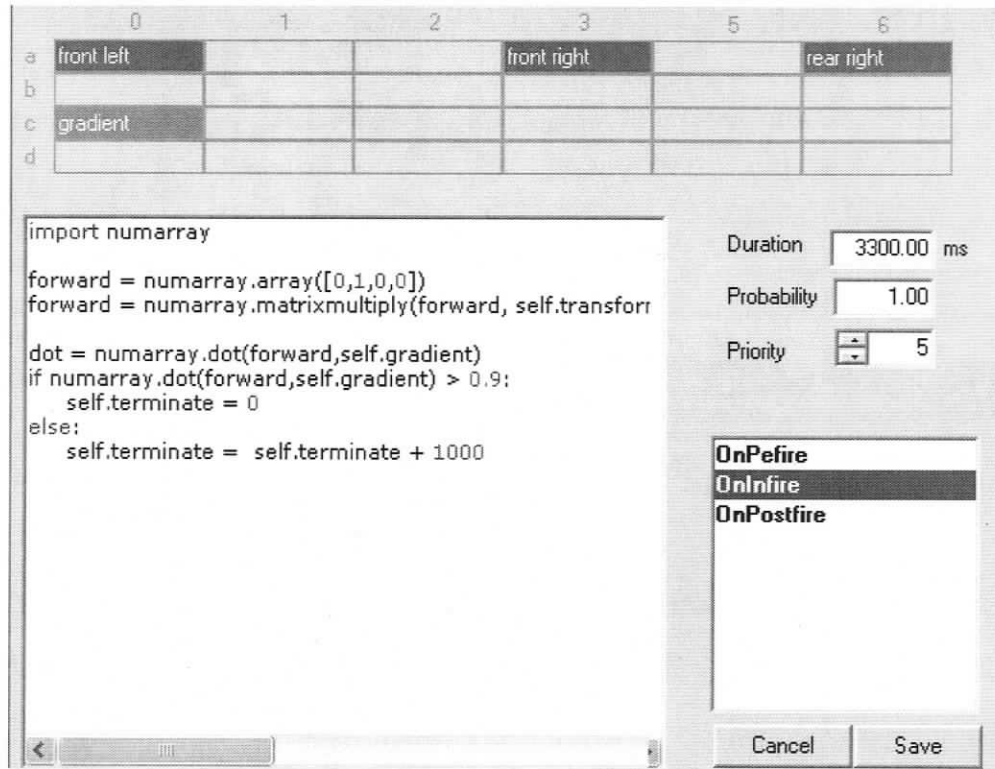 0 1 2 3 5 6
a front left front right rear right
b
c gradient
d
import numarray
forward = numarray.array([0,1,0,0])
forward = numarray.matrixmultiply(forward, self.transforr
dot = numarray.dot(forward,self.gradient)
if numarray.dot(forward,self.gradient) > 0.9:
self.terminate = 0
else:
self.terminate = self.terminate + 1000
Duration 3300.00 ms
Probability 1.00
Priority 5
OnPefire
OnInfire
OnPostfire
Cancel Save